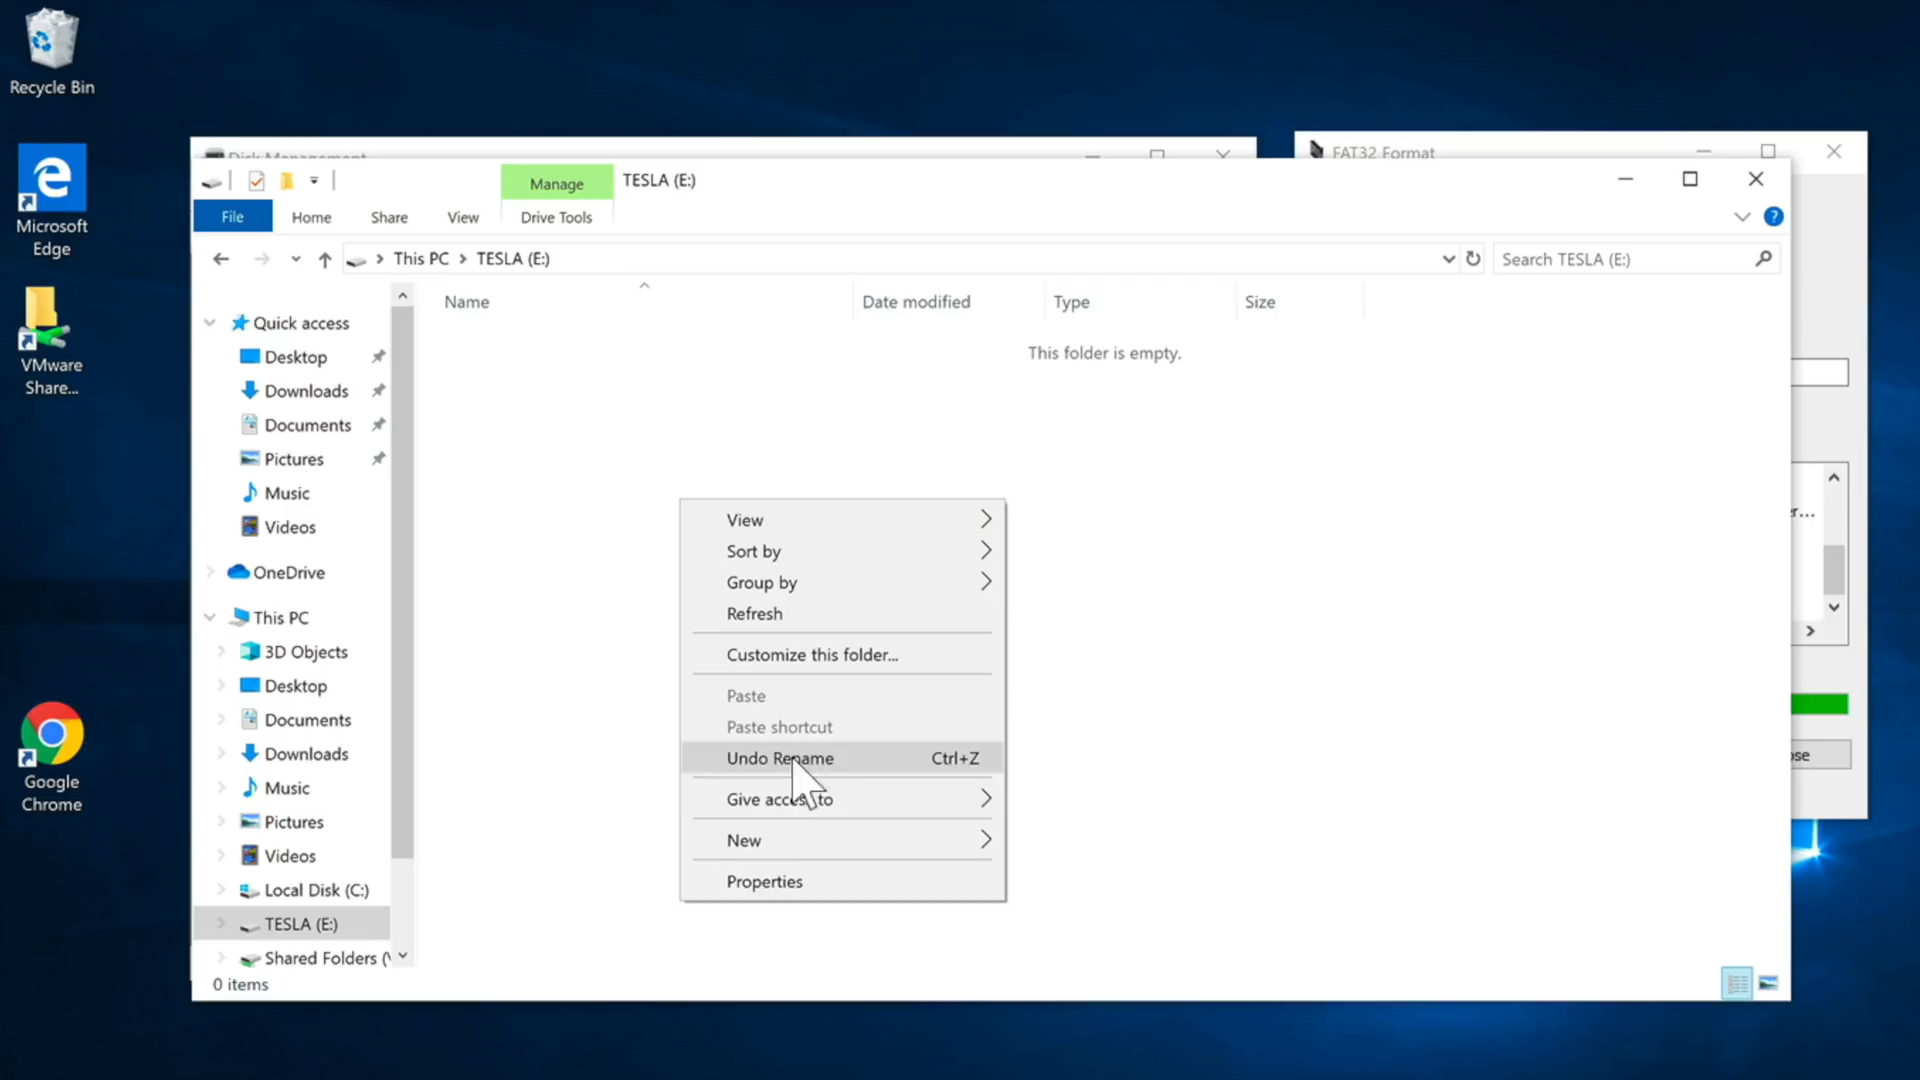 Recycle Bin
Microsoft
Edge
VMware
Share...
Google
Chrome
Disk Management
FAT32 Format
Manage
TESLA (E:)
File
Home
Share
View
Drive Tools
?
This PC
TESLA (E:)
Search TESLA (E:)
Name
Date modified
Type
Size
This folder is empty.
Quick access
Desktop
Downloads
Documents
Pictures
Music
Videos
OneDrive
This PC
3D Objects
Desktop
Documents
Downloads
Music
Pictures
Videos
Local Disk (C:)
TESLA (E:)
Shared Folders (
0 items
View
Sort by
Group by
Refresh
Customize this folder...
Paste
Paste shortcut
Undo Rename Ctrl+Z
Give access to
New
Properties